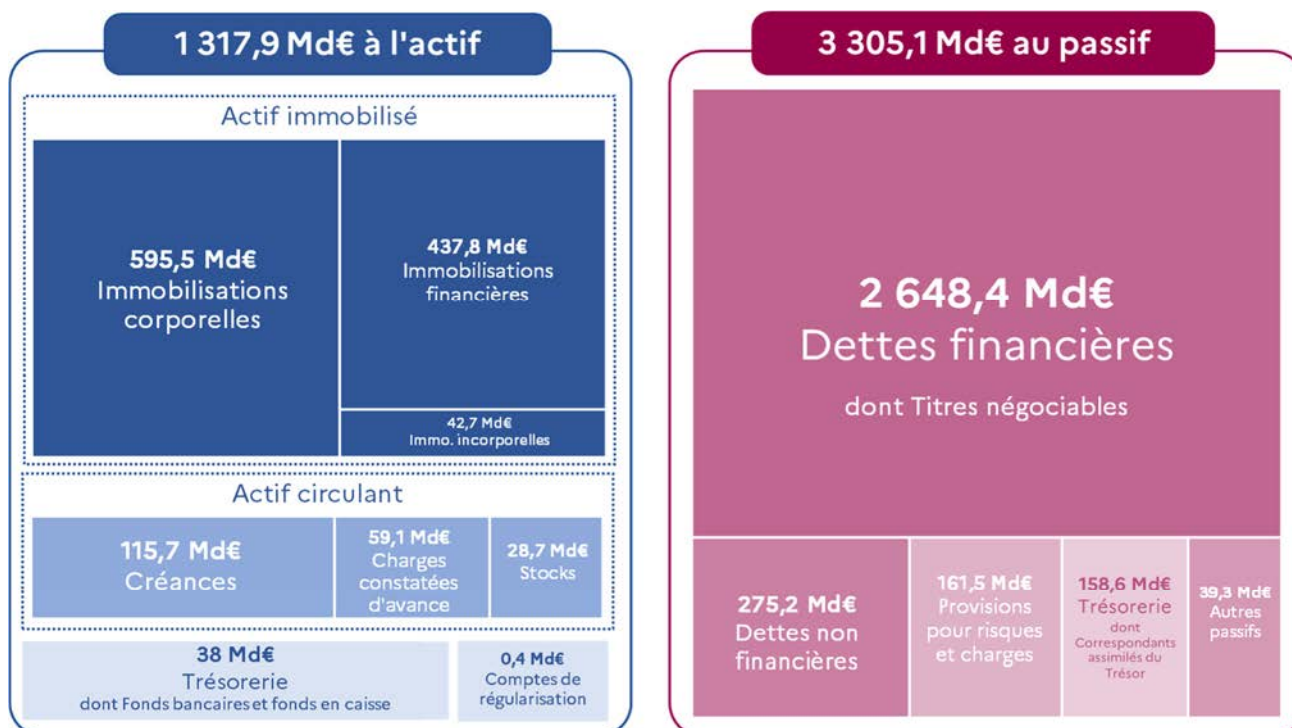 1 317,9 Md€ à l'actif
Actif immobilisé
595,5 Md€
Immobilisations
corporelles
437,8 Md€
Immobilisations
financières
42,7 Md€
Immo. incorporelles
Actif circulant
115,7 Md€
Créances
59,1 Md€
Charges
constatées
d'avance
28,7 Md€
Stocks
38 Md€
Trésorerie
dont Fonds bancaires et fonds en caisse
0,4 Md€
Comptes de
régularisation
3 305,1 Md€ au passif
2 648,4 Md€
Dettes financières
dont Titres négociables
275,2 Md€
Dettes non
financières
161,5 Md€
Provisions
pour risques
et charges
158,6 Md€
Trésorerie
dont
Correspondants
assimilés du
Trésor
39,3 Md€
Autres
passifs